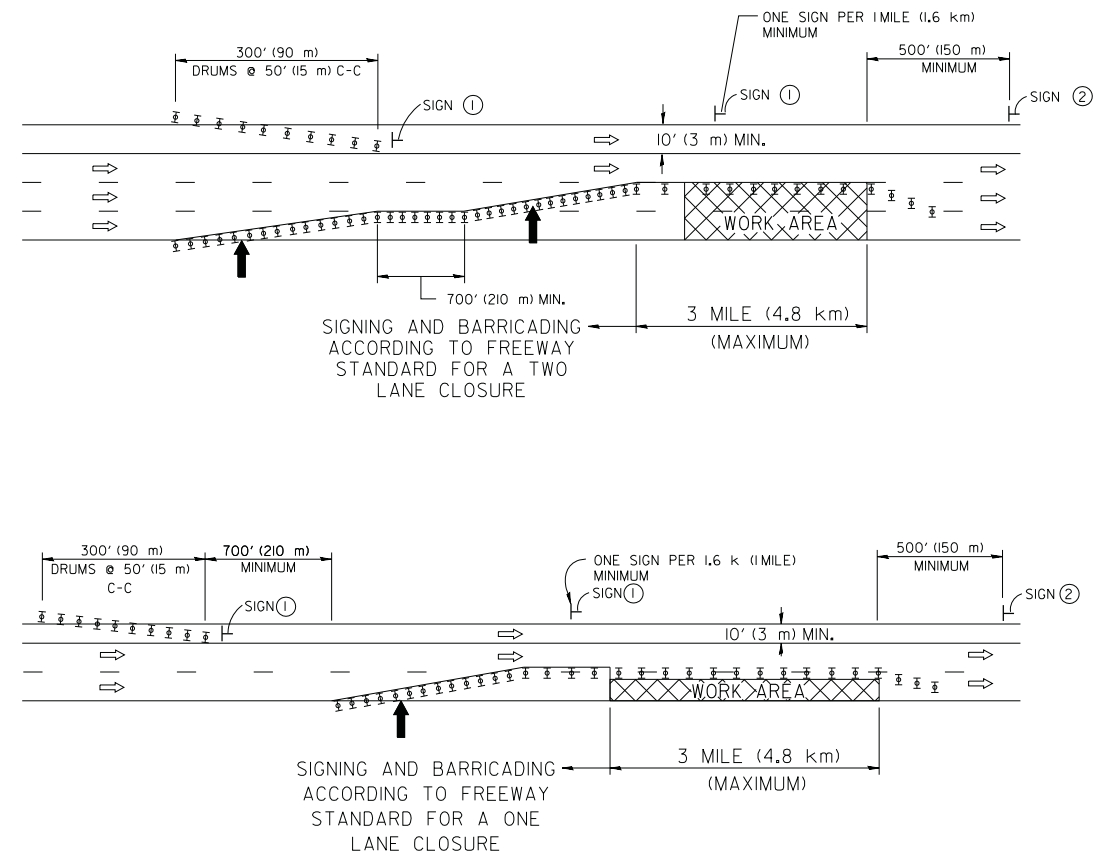 ONE SIGN PER 1 MILE (1.6 km)
MINIMUM
300' (90 m)
DRUMS @ 50' (15 m) C-C
SIGN 1
SIGN 1
500' (150 m)
MINIMUM
SIGN 2
10' (3 m) MIN.
WORK AREA
700' (210 m) MIN.
SIGNING AND BARRICADING
ACCORDING TO FREEWAY
STANDARD FOR A TWO
LANE CLOSURE
3 MILE (4.8 km)
(MAXIMUM)
300' (90 m)
DRUMS @ 50' (15 m)
C-C
700' (210 m)
MINIMUM
SIGN 1
ONE SIGN PER 1.6 k (1 MILE)
MINIMUM
SIGN 1
500' (150 m)
MINIMUM
SIGN 2
10' (3 m) MIN.
WORK AREA
SIGNING AND BARRICADING
ACCORDING TO FREEWAY
STANDARD FOR A ONE
LANE CLOSURE
3 MILE (4.8 km)
(MAXIMUM)